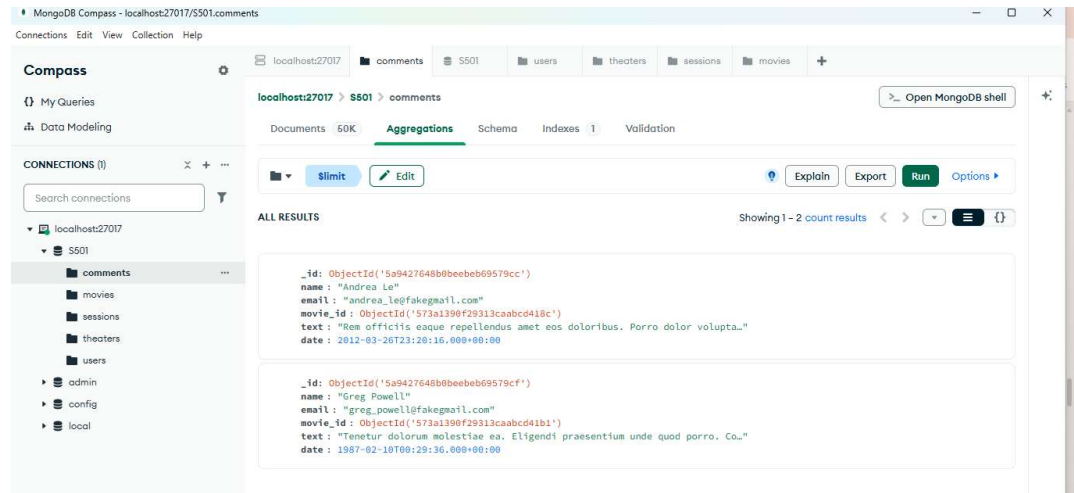 MongoDB Compass - localhost:27017/S501.comments
Connections Edit View Collection Help
Compass
{} My Queries
Data Modeling
CONNECTIONS (1)
Search connections
localhost:27017
S501
comments
movies
sessions
theaters
users
admin
config
local
localhost:27017 comments S501 users theaters sessions movies +
localhost:27017 > S501 > comments
>_ Open MongoDB shell
Documents 50K Aggregations Schema Indexes 1 Validation
$limit Edit Explain Export Run Options
ALL RESULTS Showing 1 – 2 count results
_id: ObjectId('5a9427648b0beebeb69579cc')
name : "Andrea Le"
email : "andrea_le@fakegmail.com"
movie_id : ObjectId('573a1390f29313caabcd418c')
text : "Rem officiis eaque repellendus amet eos doloribus. Porro dolor volupta…"
date : 2012-03-26T23:20:16.000+00:00
_id: ObjectId('5a9427648b0beebeb69579cf')
name : "Greg Powell"
email : "greg_powell@fakegmail.com"
movie_id : ObjectId('573a1390f29313caabcd41b1')
text : "Tenetur dolorum molestiae ea. Eligendi praesentium unde quod porro. Co…"
date : 1987-02-10T00:29:36.000+00:00